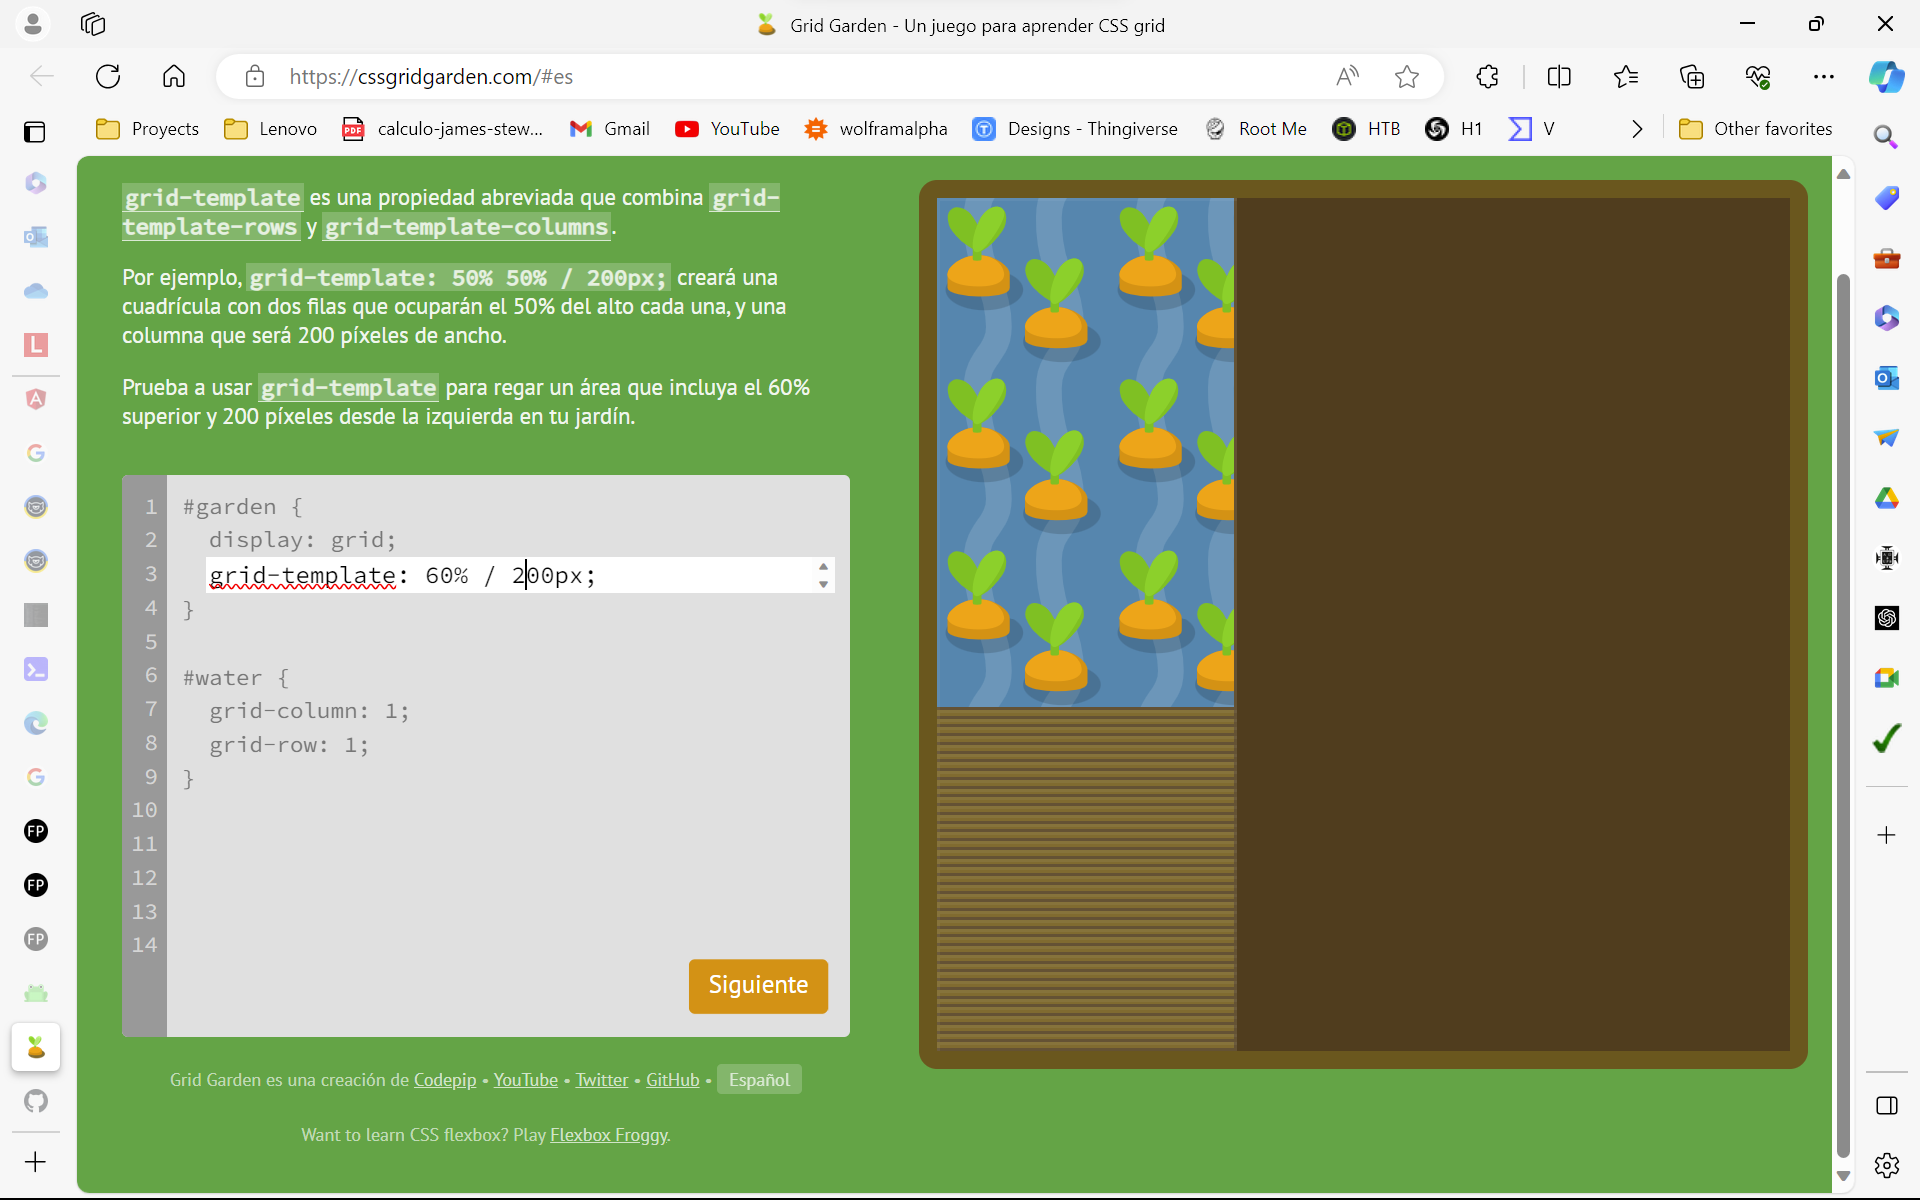 Grid Garden - Un juego para aprender CSS grid
https://cssgridgarden.com/#es
Proyects
Lenovo
calculo-james-stew...
Gmail
YouTube
wolframalpha
Designs - Thingiverse
Root Me
HTB
H1
V
Other favorites
grid-template es una propiedad abreviada que combina grid-
template-rows y grid-template-columns.
Por ejemplo, grid-template: 50% 50% / 200px; creará una
cuadrícula con dos filas que ocuparán el 50% del alto cada una, y una
columna que será 200 píxeles de ancho.
Prueba a usar grid-template para regar un área que incluya el 60%
superior y 200 píxeles desde la izquierda en tu jardín.
1 #garden {
2 display: grid;
3 grid-template: 60% / 200px;
4 }
5
6 #water {
7 grid-column: 1;
8 grid-row: 1;
9 }
10
11
12
13
14
Siguiente
Grid Garden es una creación de Codepip • YouTube • Twitter • GitHub • Español
Want to learn CSS flexbox? Play Flexbox Froggy.